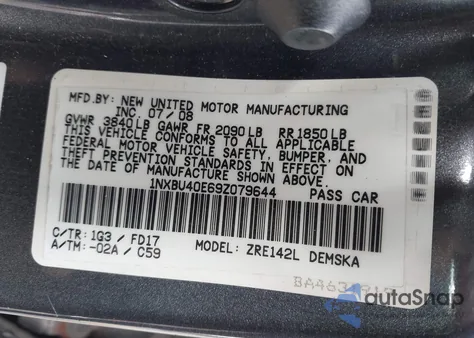 MFD.BY: NEW UNITED MOTOR MANUFACTURING
INC. 07/08
GVWR 3840LB GAWR FR 2090LB RR1850LB
THIS VEHICLE CONFORMS TO ALL APPLICABLE
FEDERAL MOTOR VEHICLE SAFETY, BUMPER, AND
THEFT PREVENTION STANDARDS IN EFFECT ON
THE DATE OF MANUFACTURE SHOWN ABOVE.
1NXBU40E69Z079644 PASS CAR
C/TR: 1G3 / FD17
A/TM: -02A / C59 MODEL: ZRE142L DEMSKA
autaSnap